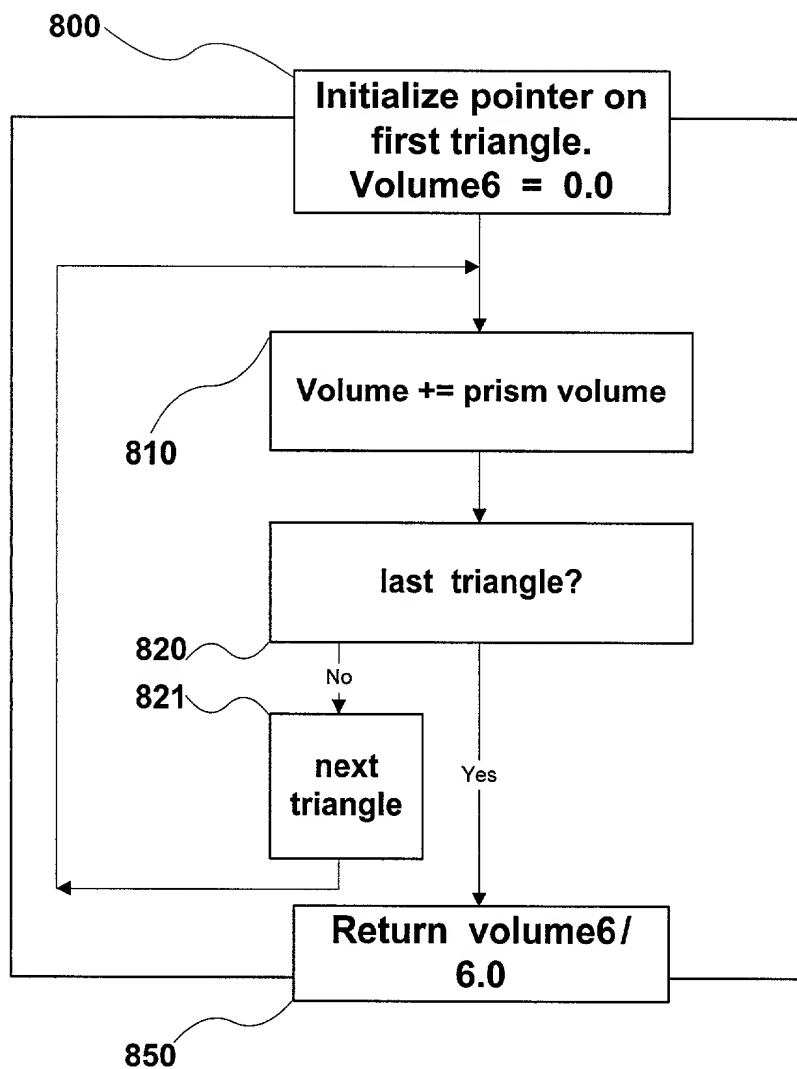 800
Initialize pointer on
first triangle.
Volume6 = 0.0
810
Volume += prism volume
last triangle?
820
No
821
next
triangle
Yes
Return volume6/
6.0
850